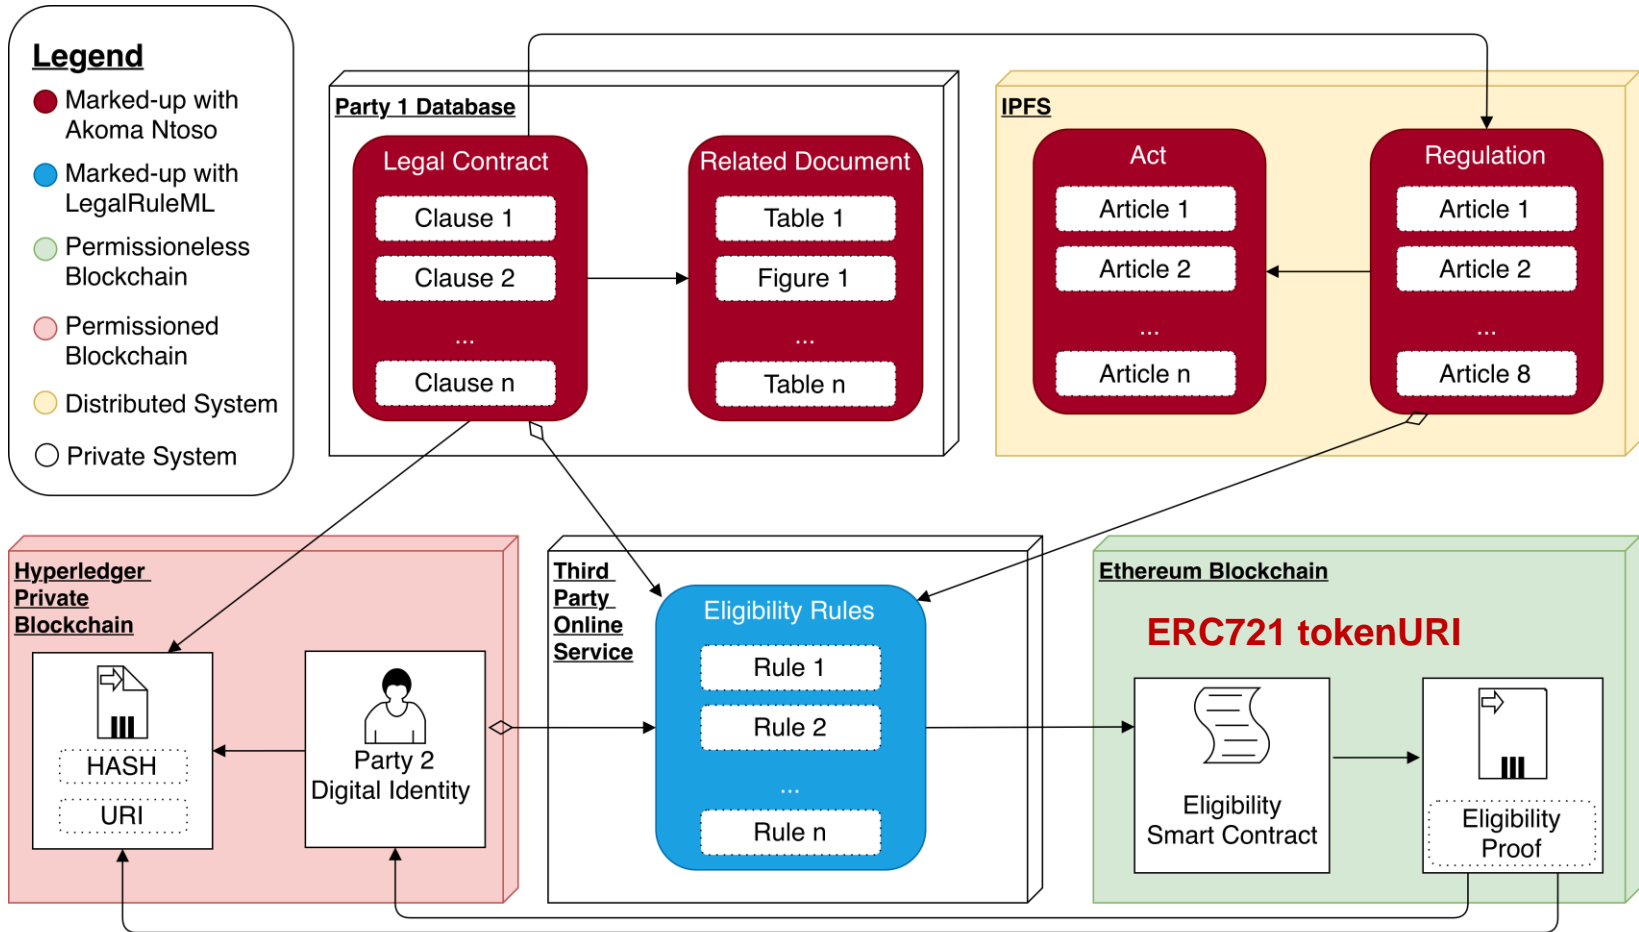 Legend
Marked-up with
Akoma Ntoso
Marked-up with
LegalRuleML
Permissioneless
Blockchain
Permissioned
Blockchain
Distributed System
Private System
Party 1 Database
Legal Contract
Clause 1
Clause 2
...
Clause n
Related Document
Table 1
Figure 1
...
Table n
IPFS
Act
Article 1
Article 2
...
Article n
Regulation
Article 1
Article 2
...
Article 8
Hyperledger
Private
Blockchain
HASH
URI
Party 2
Digital Identity
Third
Party
Online
Service
Eligibility Rules
Rule 1
Rule 2
...
Rule n
Ethereum Blockchain
ERC721 tokenURI
Eligibility
Smart Contract
Eligibility
Proof